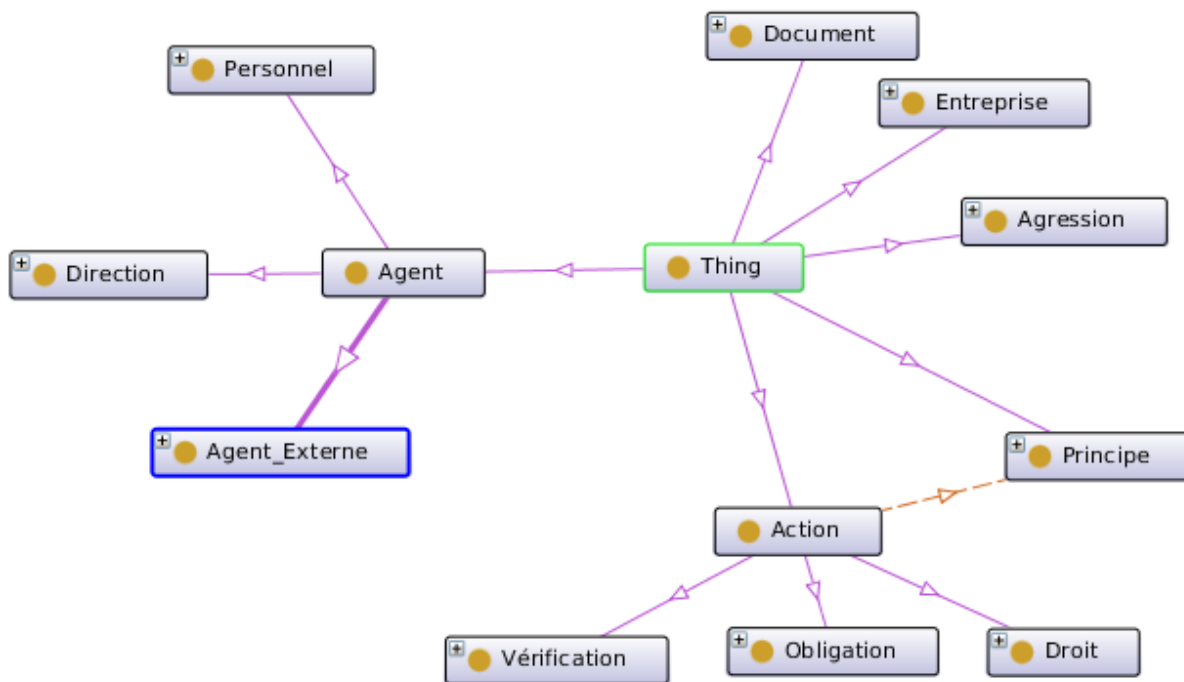 Document
Personnel
Entreprise
Agression
Thing
Agent
Direction
Agent_Externe
Principe
Action
Vérification
Obligation
Droit